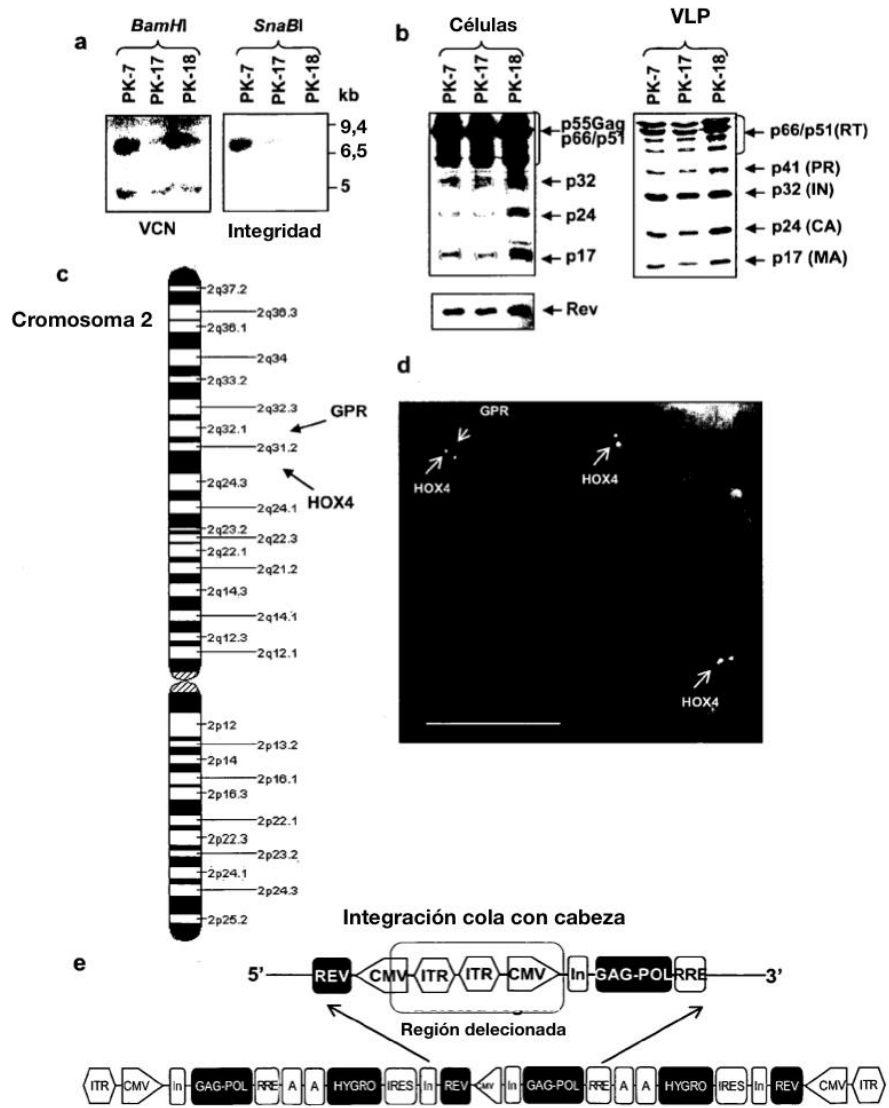 a
BamHI SnaBI
PK-7 PK-17 PK-18 PK-7 PK-17 PK-18 kb
9,4
6,5
5
VCN Integridad
b
Células VLP
PK-7 PK-17 PK-18 PK-7 PK-17 PK-18
p55Gag
p66/p51
p32
p24
p17
Rev
p66/p51(RT)
p41 (PR)
p32 (IN)
p24 (CA)
p17 (MA)
c
Cromosoma 2
2q37.2
2q36.3
2q36.1
2q34
2q33.2
2q32.3
2q32.1
2q31.2
2q24.3
2q24.1
2q23.2
2q22.3
2q22.1
2q21.2
2q14.3
2q14.1
2q12.3
2q12.1
2p12
2p13.2
2p14
2p16.1
2p16.3
2p22.1
2p22.3
2p23.2
2p24.1
2p24.3
2p25.2
GPR
HOX4
d
GPR
HOX4
HOX4
HOX4
Integración cola con cabeza
e
5’ REV CMV ITR ITR CMV In GAG-POL RRE 3’
Región delecionada
ITR CMV In GAG-POL RRE A A HYGRO IRES In REV CMV In GAG-POL RRE A A HYGRO IRES In REV CMV ITR